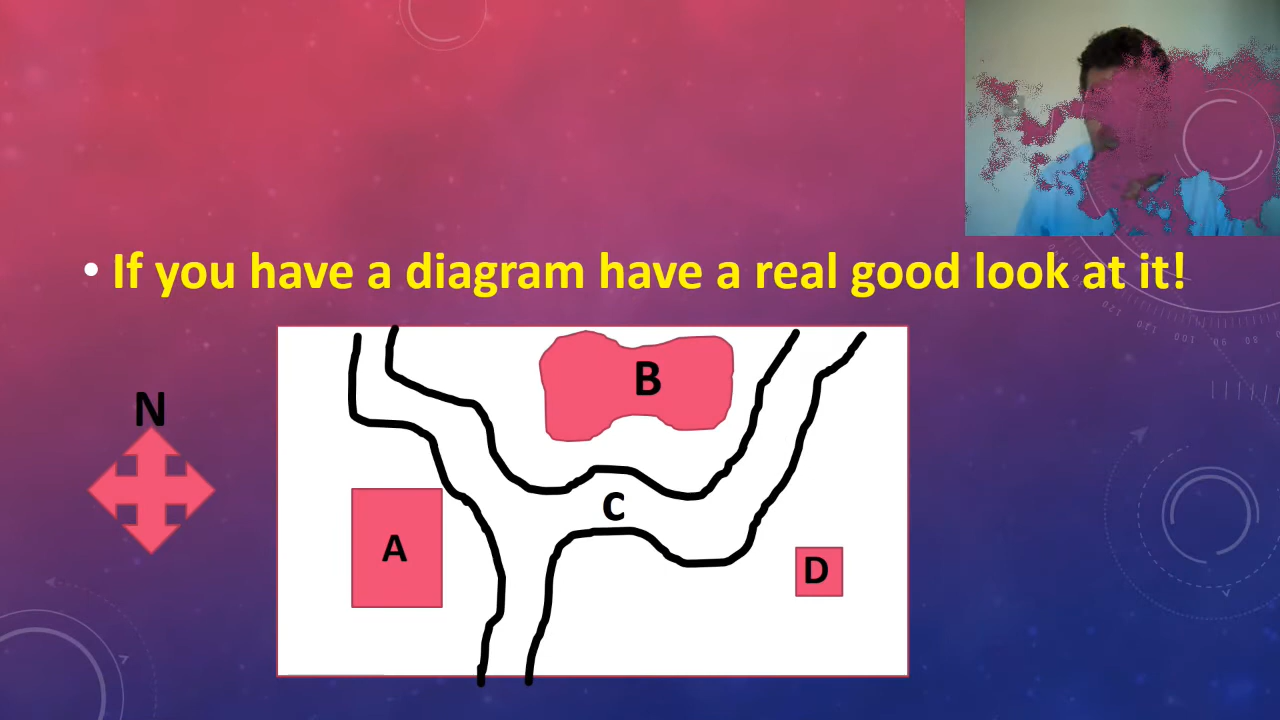 • If you have a diagram have a real good look at it!
N
B
C
A
D